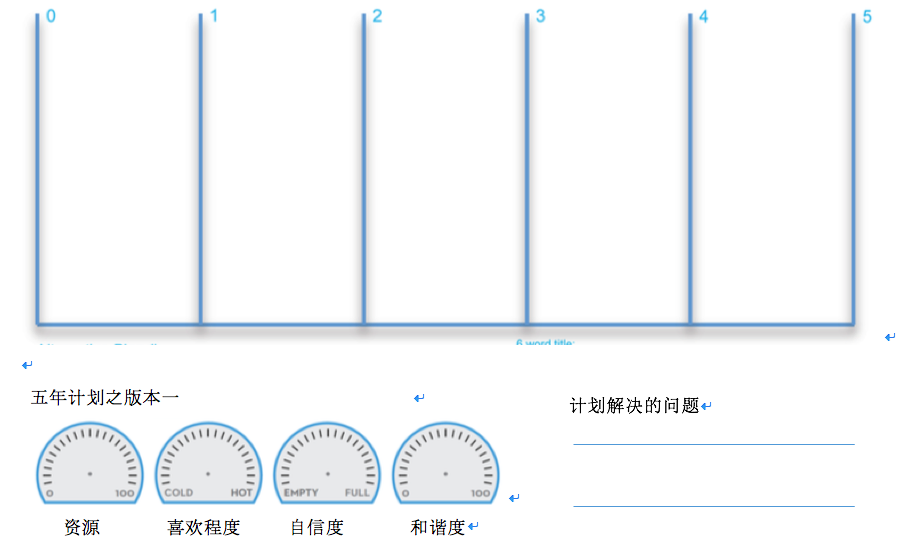 0 1 2 3 4 5
6 word title:
五年计划之版本一
计划解决的问题
0 100 COLD HOT EMPTY FULL 0 100
资源 喜欢程度 自信度 和谐度